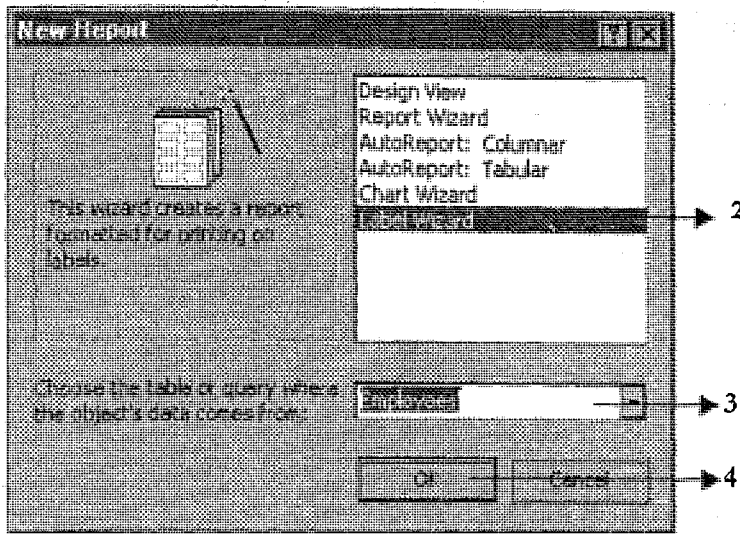 New Report
Design View
Report Wizard
AutoReport: Columnar
AutoReport: Tabular
Chart Wizard
Label Wizard
2
This wizard creates a report
formatted for printing on
labels.
Choose the table or query where
the object's data comes from:
Employees
3
OK
Cancel
4